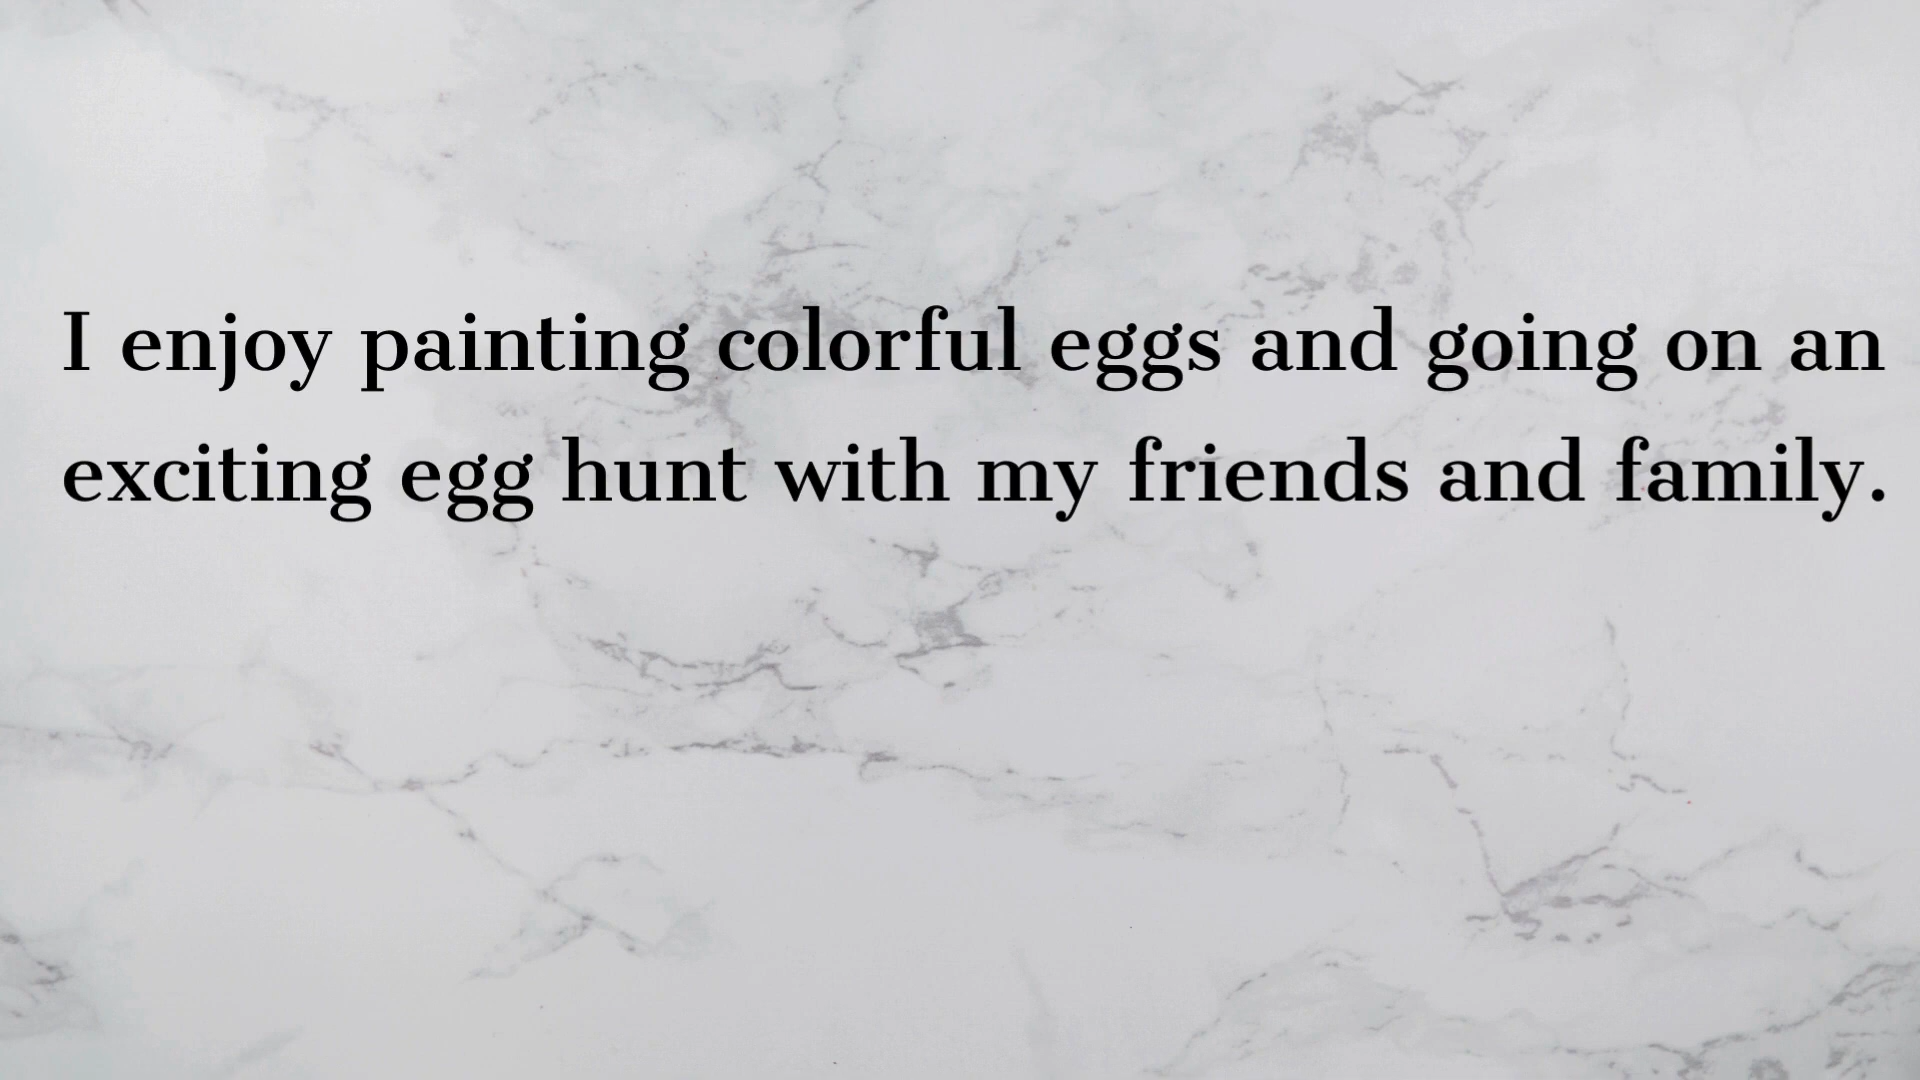 I enjoy painting colorful eggs and going on an
exciting egg hunt with my friends and family.